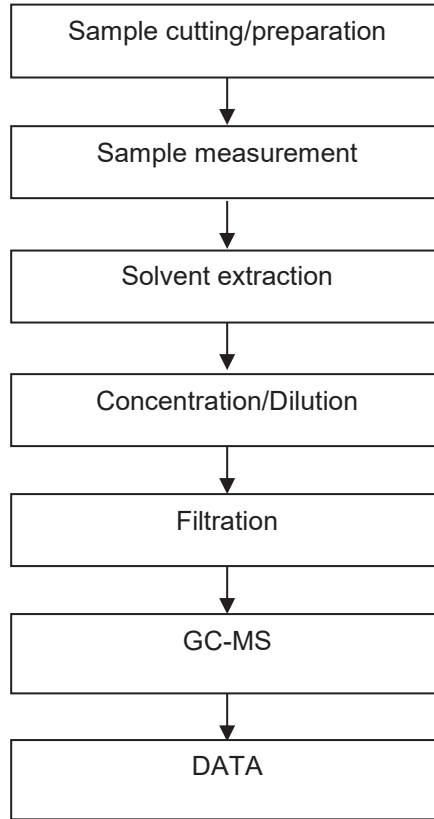 Sample cutting/preparation
Sample measurement
Solvent extraction
Concentration/Dilution
Filtration
GC-MS
DATA